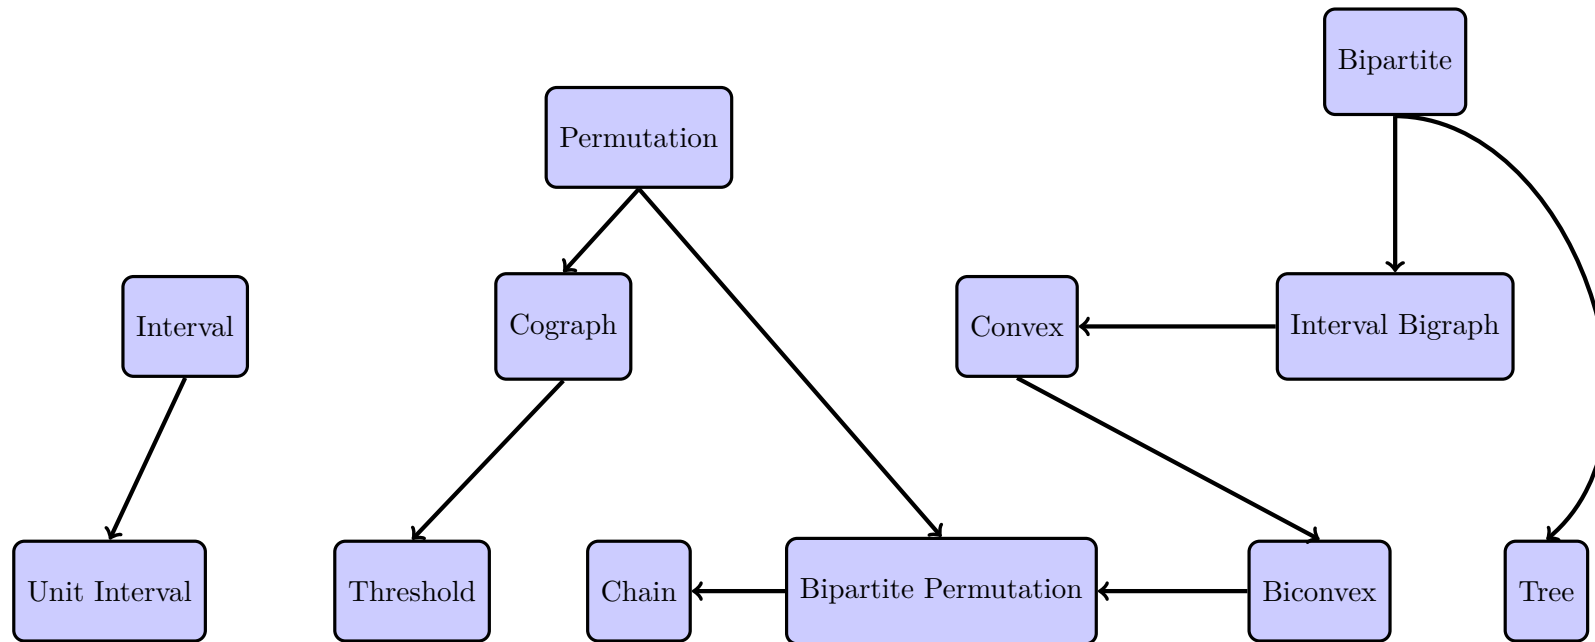 Bipartite
Permutation
Interval
Cograph
Convex
Interval Bigraph
Unit Interval
Threshold
Chain
Bipartite Permutation
Biconvex
Tree